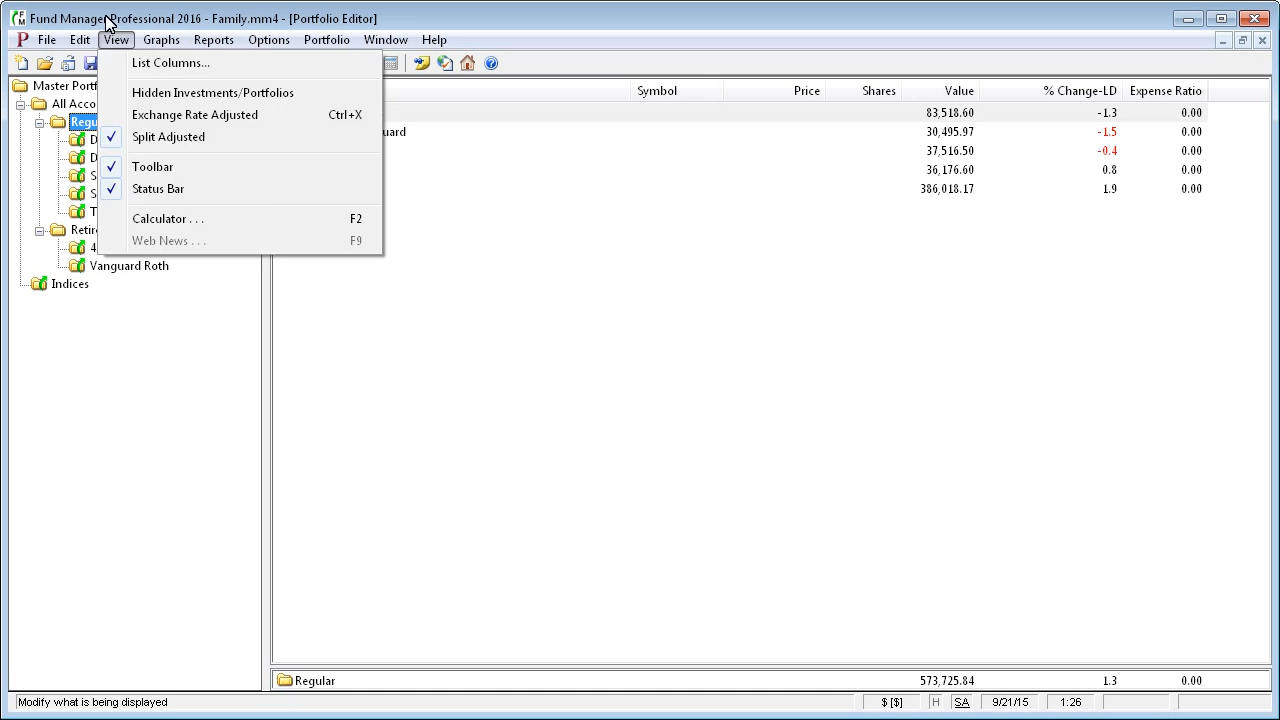 Fund Manager Professional 2016 - Family.mm4 - [Portfolio Editor]
File Edit View Graphs Reports Options Portfolio Window Help
List Columns...
Hidden Investments/Portfolios
Exchange Rate Adjusted Ctrl+X
Split Adjusted
Toolbar
Status Bar
Calculator . . . F2
Web News . . . F9
Master Portf
All Acco
Regu
D
D
S
S
T
Retir
4
Vanguard Roth
Indices
Symbol Price Shares Value % Change-LD Expense Ratio
83,518.60 -1.3 0.00
uard 30,495.97 -1.5 0.00
37,516.50 -0.4 0.00
36,176.60 0.8 0.00
386,018.17 1.9 0.00
Regular 573,725.84 1.3 0.00
Modify what is being displayed $ [$] H SA 9/21/15 1:26